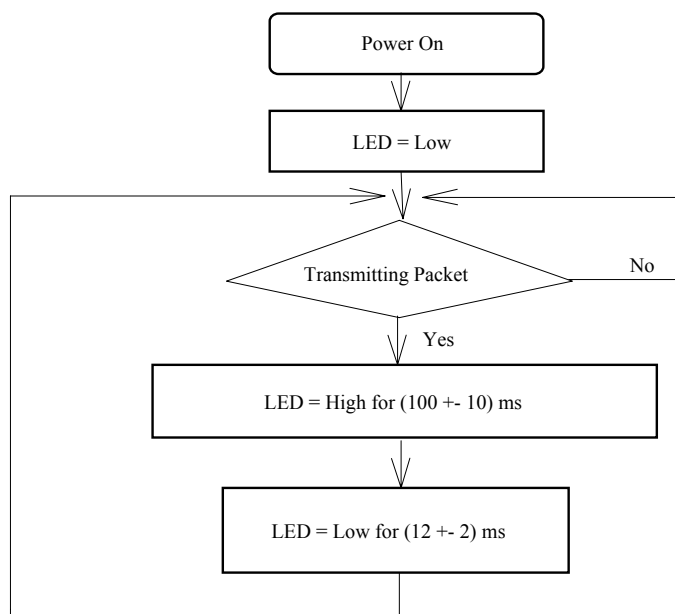 Power On
LED = Low
Transmitting Packet
No
Yes
LED = High for (100 +- 10) ms
LED = Low for (12 +- 2) ms